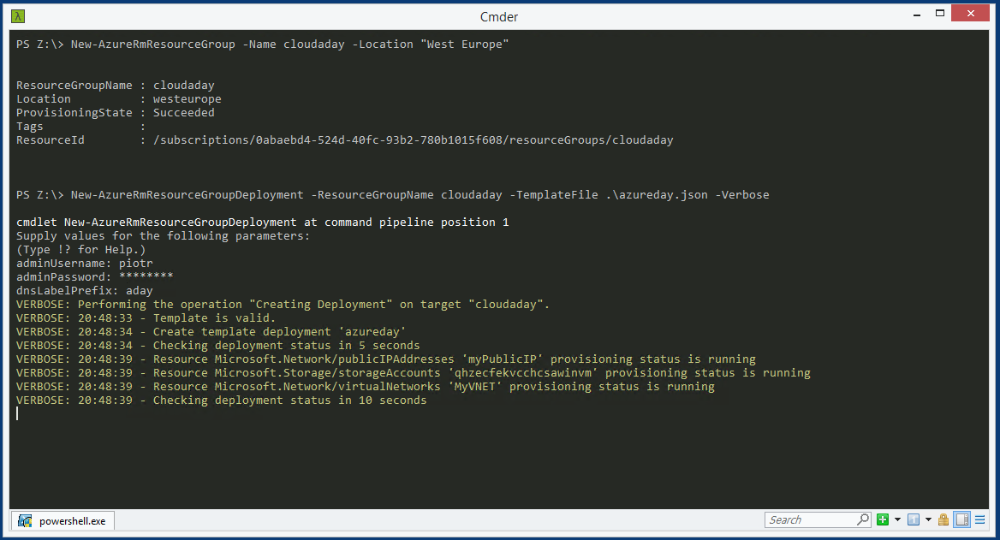 λ
Cmder
PS Z:\> New-AzureRmResourceGroup -Name cloudaday -Location "West Europe"
ResourceGroupName : cloudaday
Location          : westeurope
ProvisioningState : Succeeded
Tags              :
ResourceId        : /subscriptions/0abaebd4-524d-40fc-93b2-780b1015f608/resourceGroups/cloudaday
PS Z:\> New-AzureRmResourceGroupDeployment -ResourceGroupName cloudaday -TemplateFile .\azureday.json -Verbose
cmdlet New-AzureRmResourceGroupDeployment at command pipeline position 1
Supply values for the following parameters:
(Type !? for Help.)
adminUsername: piotr
adminPassword: ********
dnsLabelPrefix: aday
VERBOSE: Performing the operation "Creating Deployment" on target "cloudaday".
VERBOSE: 20:48:33 - Template is valid.
VERBOSE: 20:48:34 - Create template deployment 'azureday'
VERBOSE: 20:48:34 - Checking deployment status in 5 seconds
VERBOSE: 20:48:39 - Resource Microsoft.Network/publicIPAddresses 'myPublicIP' provisioning status is running
VERBOSE: 20:48:39 - Resource Microsoft.Storage/storageAccounts 'qhzecfekvcchcsawinvm' provisioning status is running
VERBOSE: 20:48:39 - Resource Microsoft.Network/virtualNetworks 'MyVNET' provisioning status is running
VERBOSE: 20:48:39 - Checking deployment status in 10 seconds
powershell.exe
Search